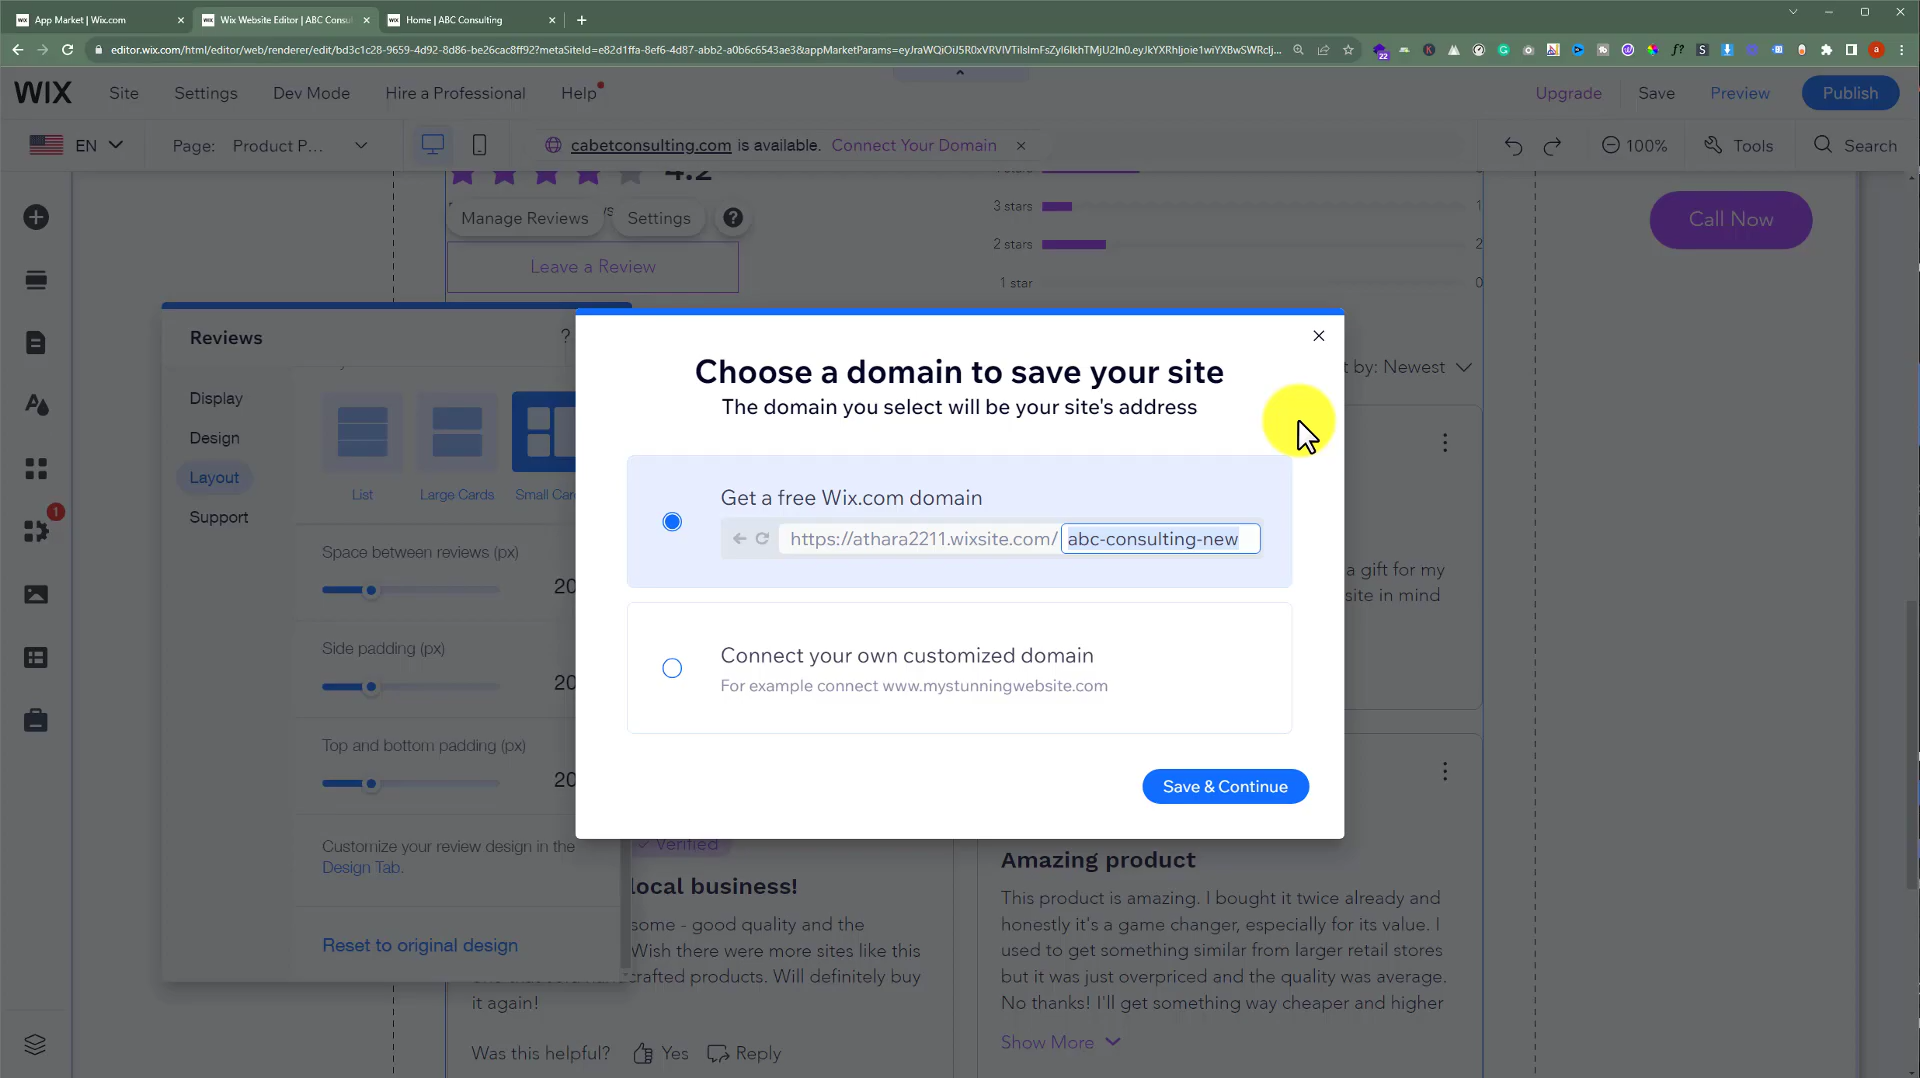 App Market | Wix.com
Wix Website Editor | ABC Consu
Home | ABC Consulting
editor.wix.com/html/editor/web/renderer/edit/bd3c1c28-9659-4d92-8d86-be26cac8ff92?metaSiteId=e82d1ffa-8ef6-4d87-abb2-a0b6c6543ae3&appMarketParams=
22
WIX
Site
Settings
Dev Mode
Hire a Professional
Help
Upgrade
Save
Preview
Publish
EN
Page: Product P...
cabetconsulting.com is available. Connect Your Domain
100%
Tools
Search
4.2
Manage Reviews
Settings
?
Leave a Review
3 stars
1
2 stars
2
1 star
0
Call Now
Reviews
?
Display
Design
Layout
Support
List
Large Cards
Small Car
Space between reviews (px)
20
Side padding (px)
20
Top and bottom padding (px)
20
Customize your review design in the
Design Tab.
Reset to original design
1
Choose a domain to save your site
The domain you select will be your site's address
Get a free Wix.com domain
https://athara2211.wixsite.com/ abc-consulting-new
Connect your own customized domain
For example connect www.mystunningwebsite.com
Save & Continue
t by: Newest
a gift for my
site in mind
Verified
local business!
some - good quality and the
Wish there were more sites like this
crafted products. Will definitely buy
it again!
Was this helpful?
Yes
Reply
Amazing product
This product is amazing. I bought it twice already and
honestly it's a game changer, especially for its value. I
used to get something similar from larger retail stores
but it was just overpriced and the quality was average.
No thanks! I'll get something way cheaper and higher
Show More